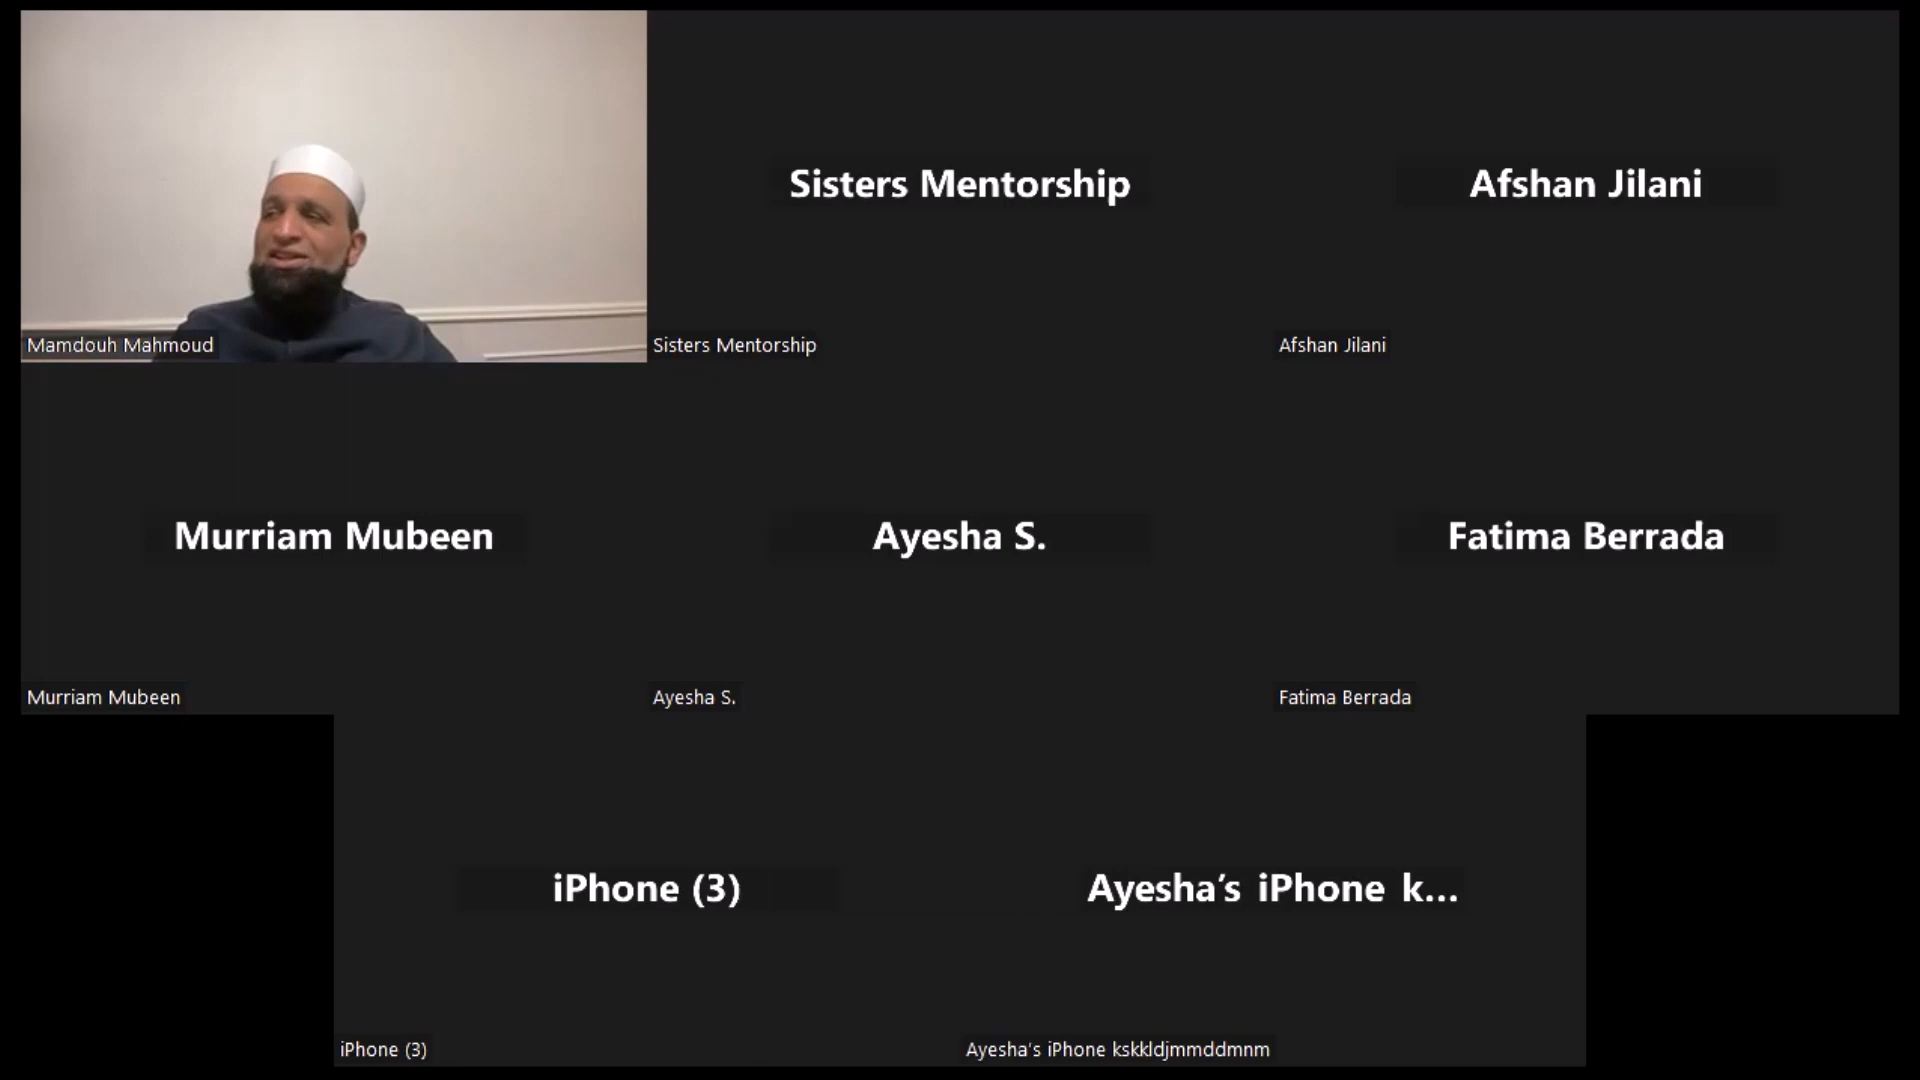 Mamdouh Mahmoud
Sisters Mentorship
Sisters Mentorship
Afshan Jilani
Afshan Jilani
Murriam Mubeen
Murriam Mubeen
Ayesha S.
Ayesha S.
Fatima Berrada
Fatima Berrada
iPhone (3)
iPhone (3)
Ayesha's iPhone k...
Ayesha's iPhone kskkldjmmddmnm